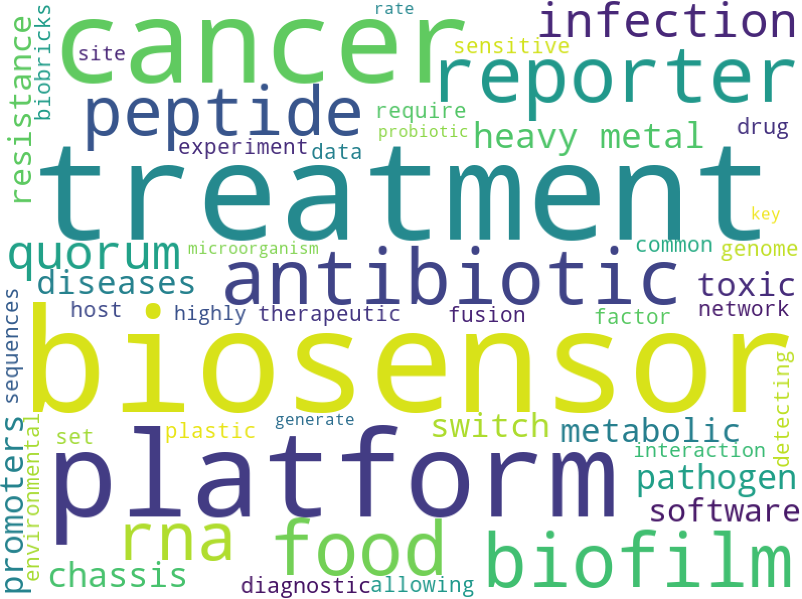 rate
cancer
infection
biobricks
resistance
site
sensitive
reporter
peptide
require
probiotic
heavy metal
drug
experiment
data
treatment
key
quorum
microorganism
common
genome
diseases
antibiotic
toxic
sequences
host
highly
therapeutic
fusion
factor
network
biosensor
detecting
promoters
environmental
set
plastic
generate
switch
metabolic
platform
interaction
pathogen
rna
food
software
biofilm
chassis
diagnostic
allowing